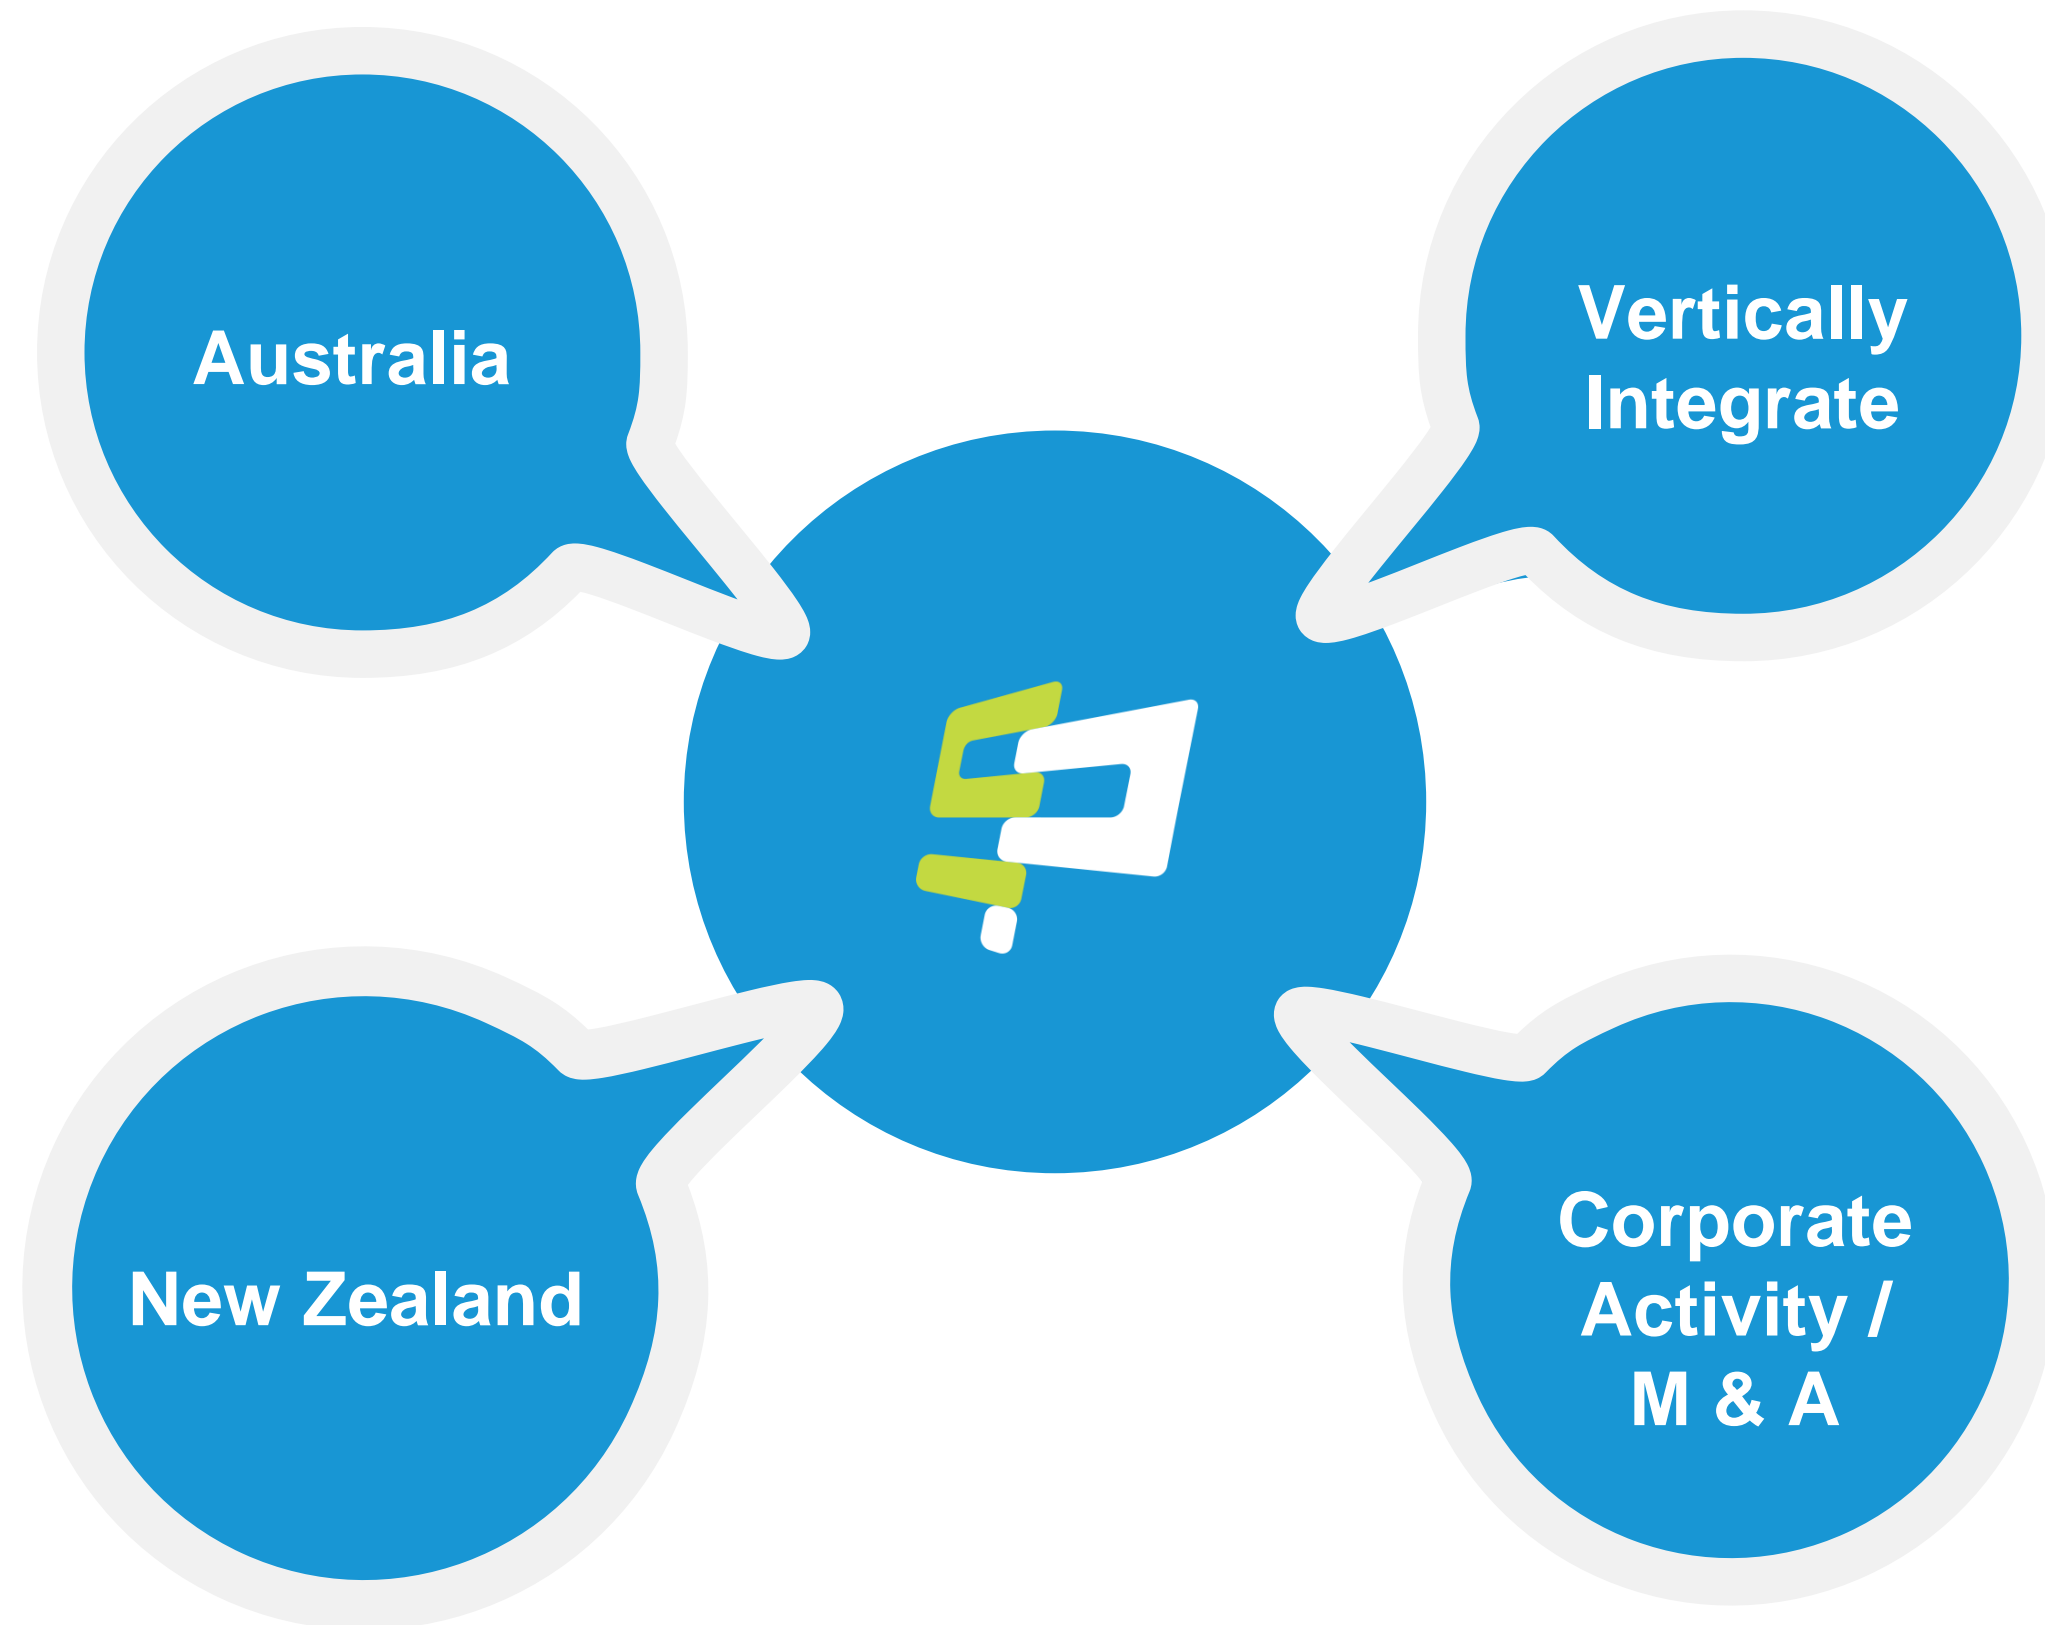 Australia
Vertically
Integrate
New Zealand
Corporate
Activity /
M & A